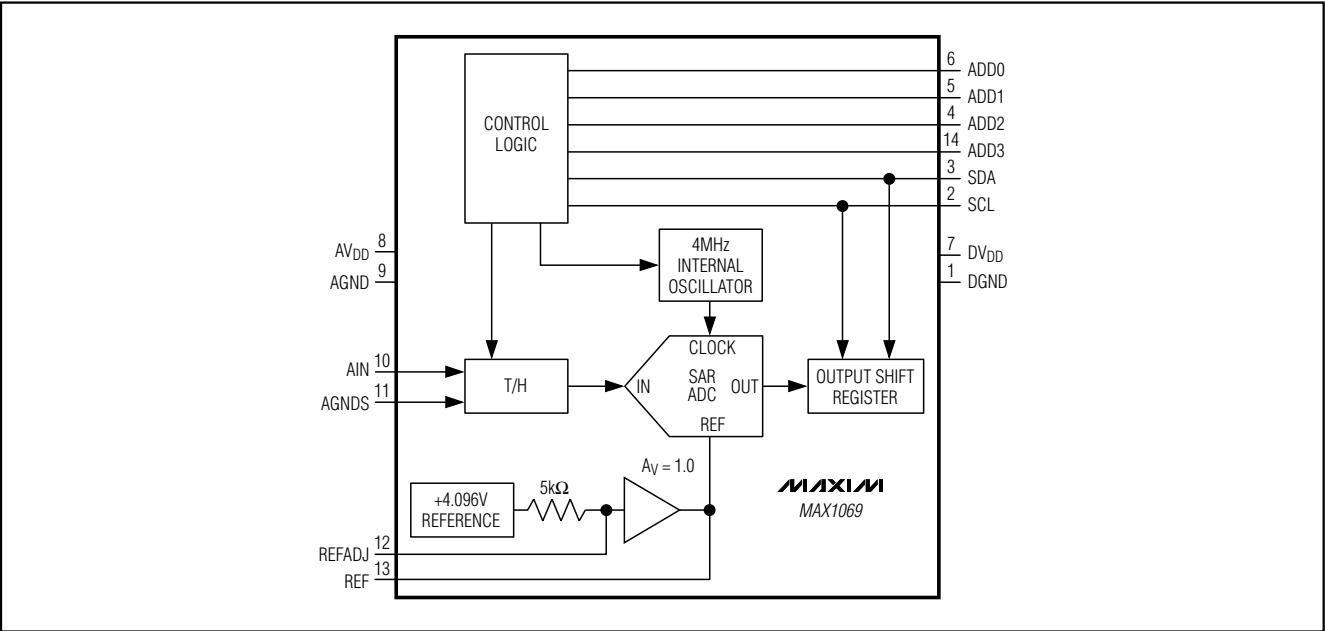 CONTROL
LOGIC
6 ADD0
5 ADD1
4 ADD2
14 ADD3
3 SDA
2 SCL
AVDD 8
AGND 9
4MHz
INTERNAL
OSCILLATOR
7 DVDD
1 DGND
AIN 10
AGNDS 11
T/H
CLOCK
IN
SAR
ADC
OUT
REF
OUTPUT SHIFT
REGISTER
+4.096V
REFERENCE
5kΩ
AV = 1.0
MAXIM
MAX1069
REFADJ 12
REF 13